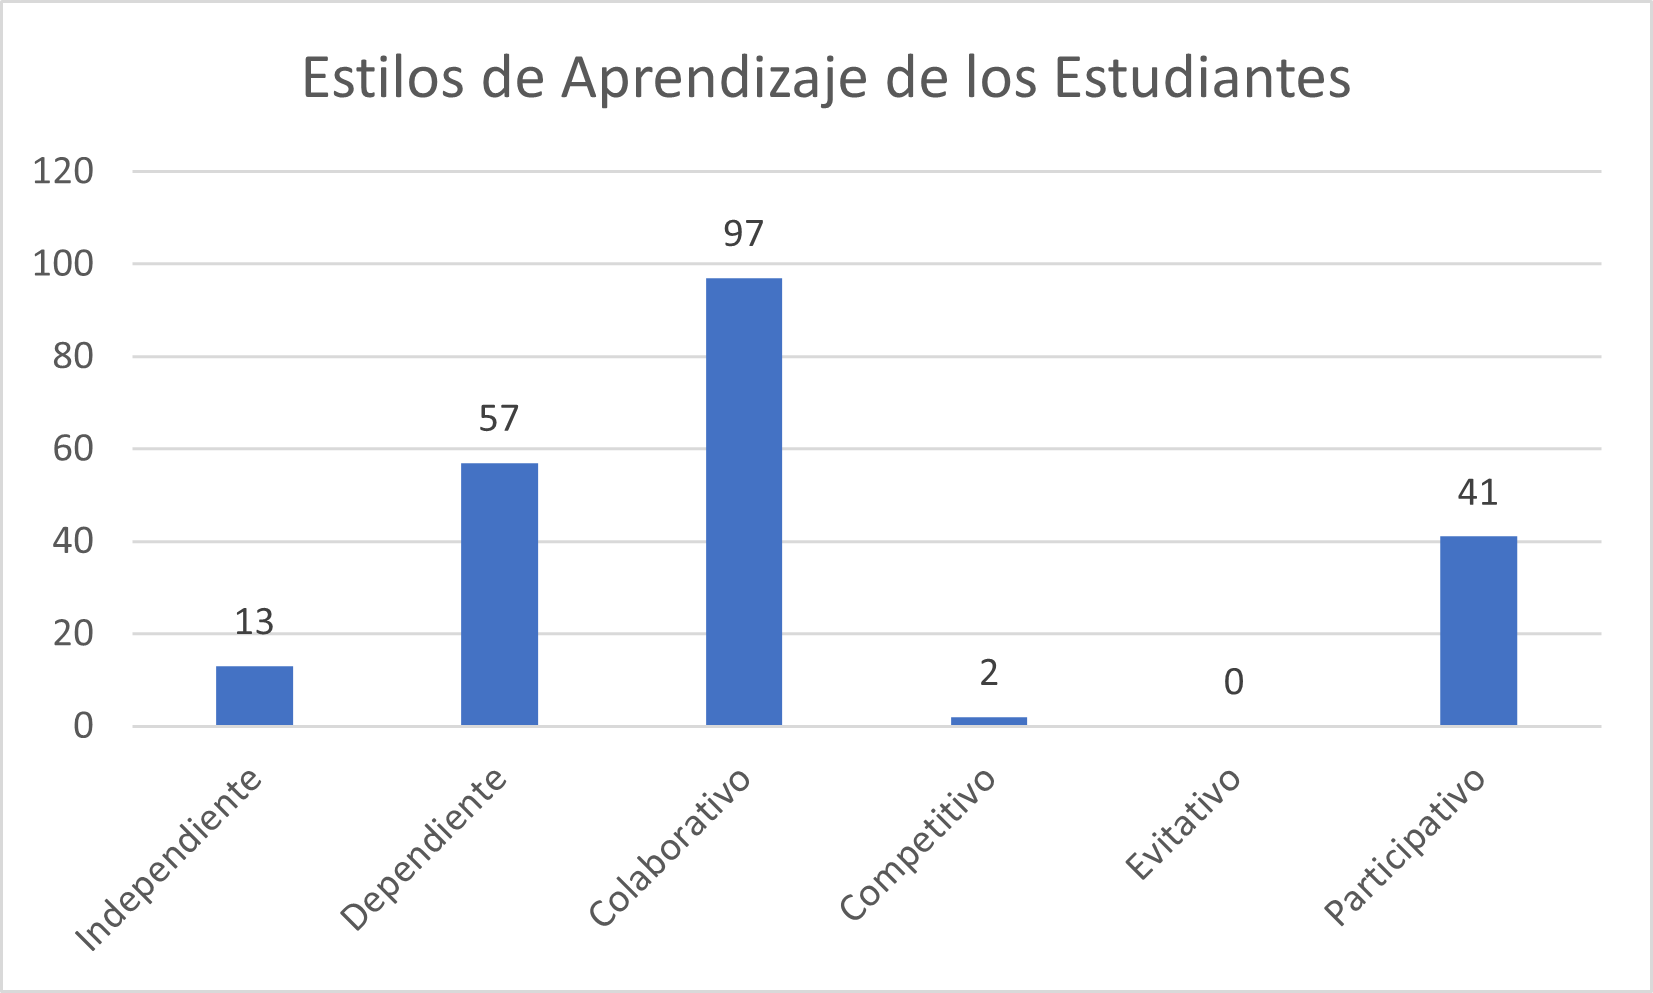 Estilos de Aprendizaje de los Estudiantes
120
100
80
60
40
20
0
13
57
97
2
0
41
Independiente
Dependiente
Colaborativo
Competitivo
Evitativo
Participativo